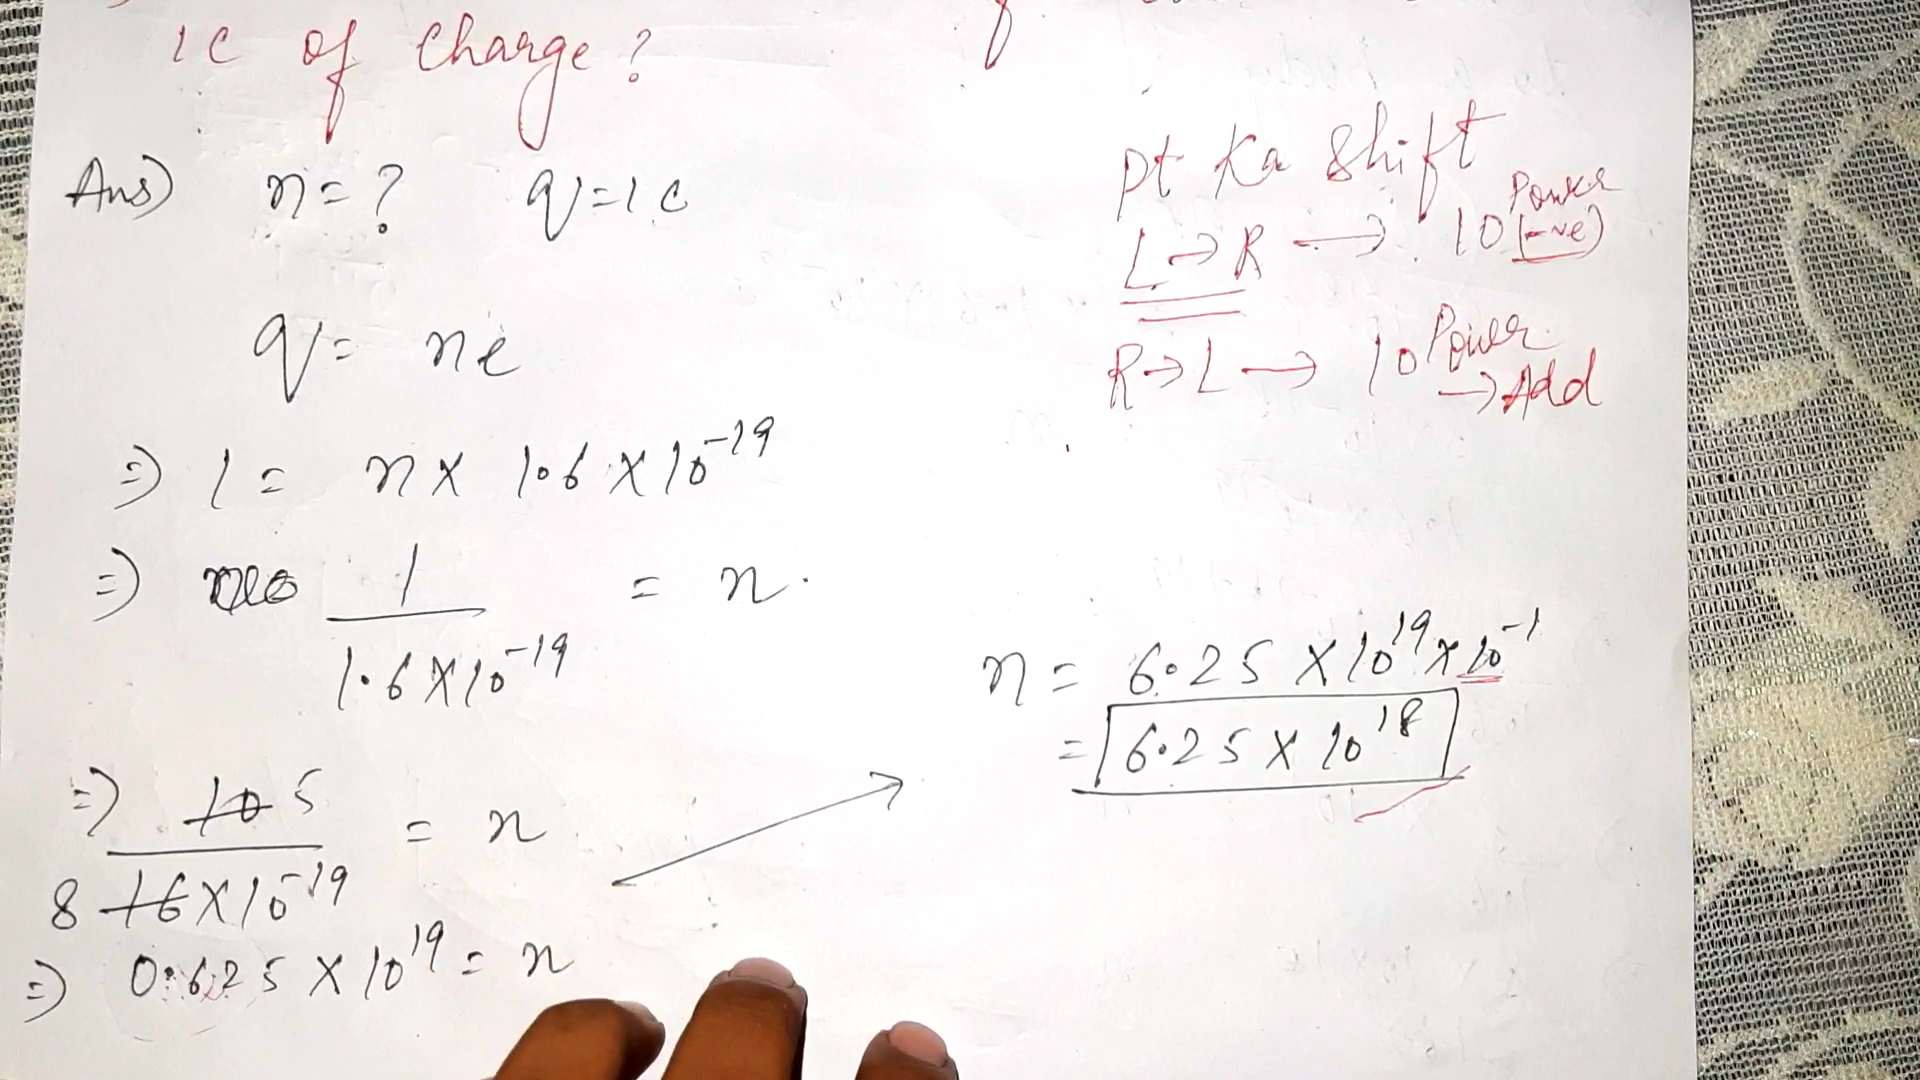 1C of Charge?
Ans) n = ? q = 1C
q = ne
⇒ 1 = n × 1.6 × 10⁻¹⁹
⇒ 1 / 1.6 × 10⁻¹⁹ = n
⇒ 10 5 / 8 16 × 10⁻¹⁹ = n
⇒ 0.625 × 10¹⁹ = n
Pt Ka Shift
L → R → 10 Power (-ve)
R → L → 10 Power → Add
n = 6.25 × 10¹⁹ × 10⁻¹
= 6.25 × 10¹⁸